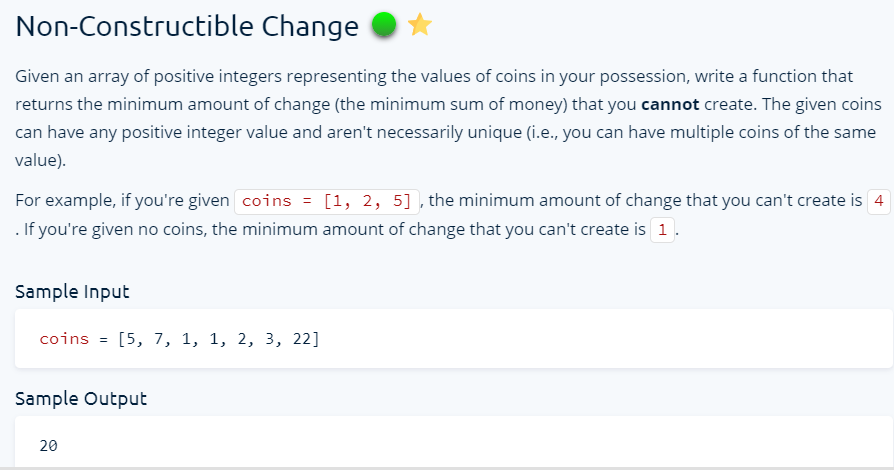 Non-Constructible Change
Given an array of positive integers representing the values of coins in your possession, write a function that
returns the minimum amount of change (the minimum sum of money) that you cannot create. The given coins
can have any positive integer value and aren't necessarily unique (i.e., you can have multiple coins of the same
value).
For example, if you're given coins = [1, 2, 5] , the minimum amount of change that you can't create is 4
. If you're given no coins, the minimum amount of change that you can't create is 1 .
Sample Input
coins = [5, 7, 1, 1, 2, 3, 22]
Sample Output
20